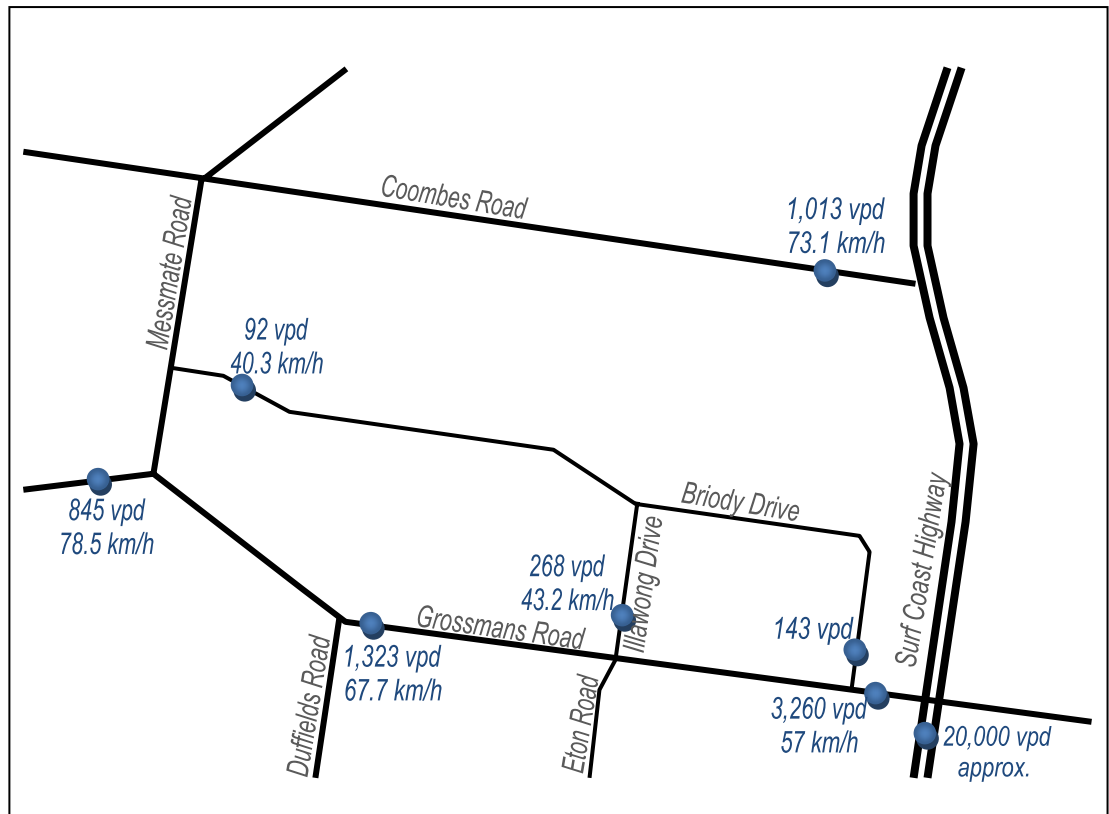 Coombes Road
1,013 vpd
73.1 km/h
Messmate Road
92 vpd
40.3 km/h
845 vpd
78.5 km/h
Briody Drive
Surf Coast Highway
268 vpd
43.2 km/h
Illawong Drive
Grossmans Road
143 vpd
1,323 vpd
67.7 km/h
Duffields Road
Eton Road
3,260 vpd
57 km/h
20,000 vpd
approx.